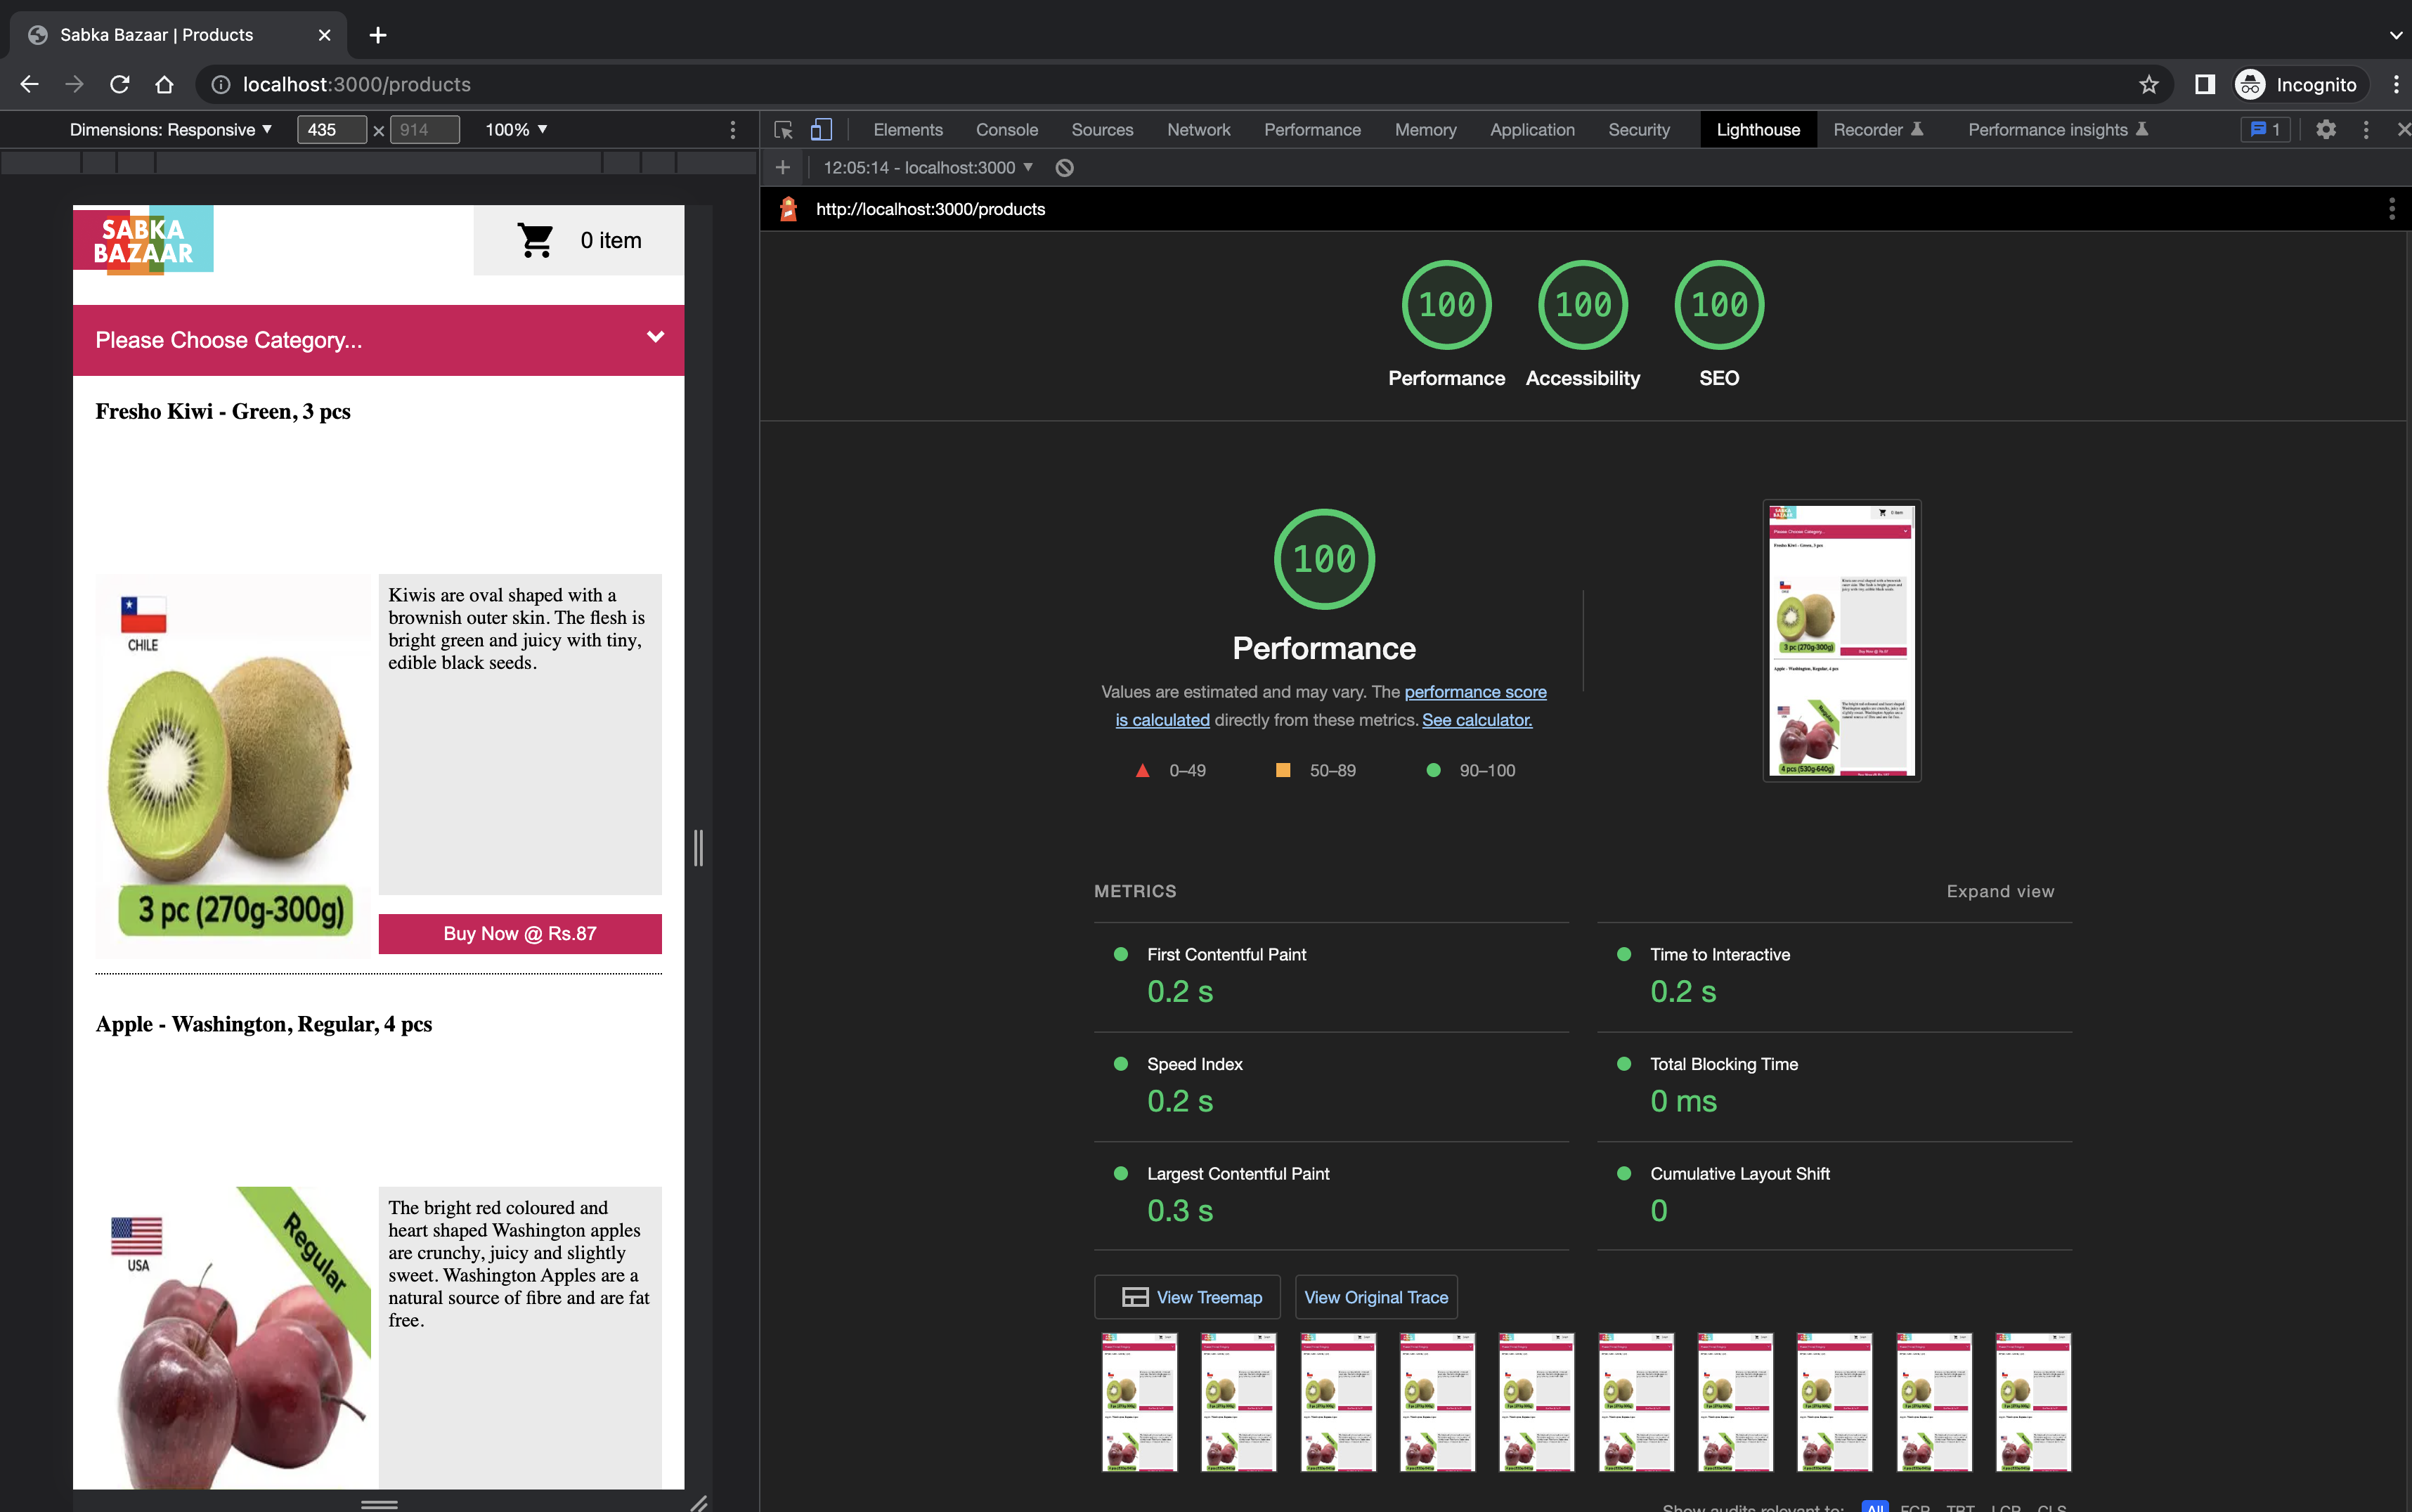 Sabka Bazaar | Products
localhost:3000/products
Incognito
Dimensions: Responsive
435 × 914
100%
Elements
Console
Sources
Network
Performance
Memory
Application
Security
Lighthouse
Recorder
Performance insights
1
12:05:14 - localhost:3000
http://localhost:3000/products
SABKA
BAZAAR
0 item
Please Choose Category...
Fresho Kiwi - Green, 3 pcs
CHILE
3 pc (270g-300g)
Kiwis are oval shaped with a
brownish outer skin. The flesh is
bright green and juicy with tiny,
edible black seeds.
Buy Now @ Rs.87
Apple - Washington, Regular, 4 pcs
USA
Regular
The bright red coloured and
heart shaped Washington apples
are crunchy, juicy and slightly
sweet. Washington Apples are a
natural source of fibre and are fat
free.
100
100
100
Performance
Accessibility
SEO
100
Performance
Values are estimated and may vary. The performance score
is calculated directly from these metrics. See calculator.
0–49
50–89
90–100
METRICS
Expand view
First Contentful Paint
0.2 s
Time to Interactive
0.2 s
Speed Index
0.2 s
Total Blocking Time
0 ms
Largest Contentful Paint
0.3 s
Cumulative Layout Shift
0
View Treemap
View Original Trace
Show audits relevant to: All FCP TBT LCP CLS